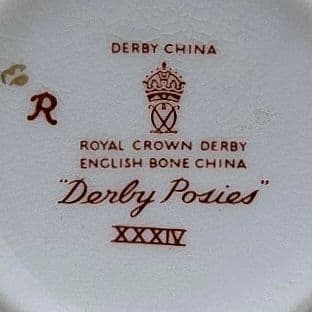 DERBY CHINA
R
ROYAL CROWN DERBY
ENGLISH BONE CHINA
"Derby Posies"
XXXIV